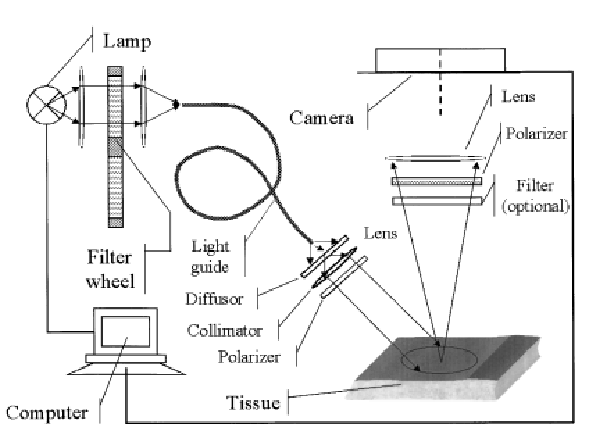 Lamp
Camera
Lens
Polarizer
Filter
(optional)
Filter
wheel
Light
guide
Lens
Diffusor
Collimator
Polarizer
Computer
Tissue